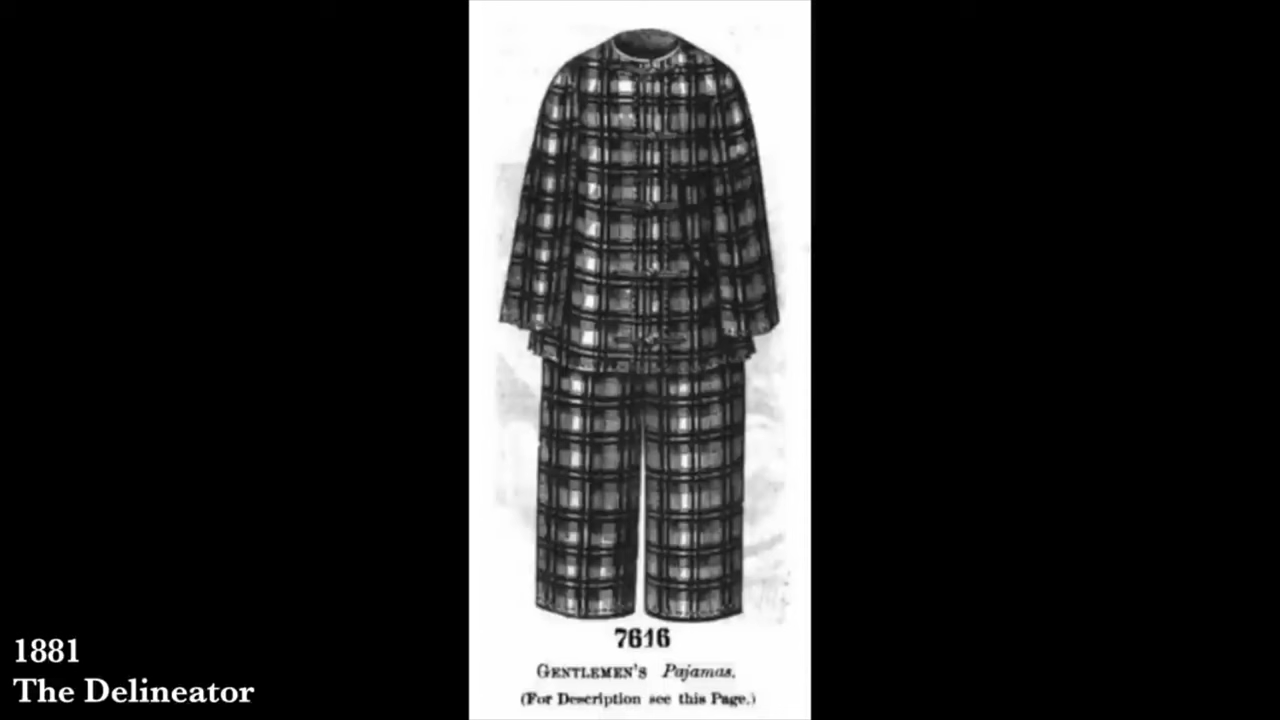 7616
GENTLEMEN'S Pajamas.
(For Description see this Page.)
1881
The Delineator